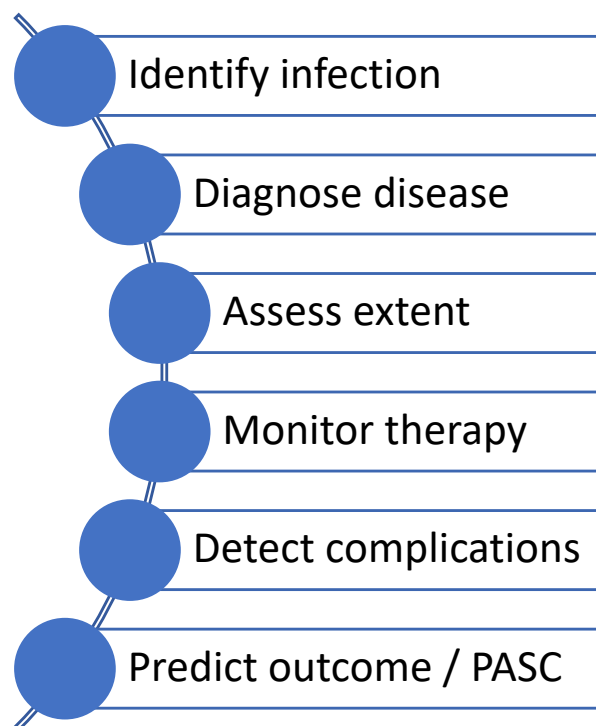 Identify infection
Diagnose disease
Assess extent
Monitor therapy
Detect complications
Predict outcome / PASC